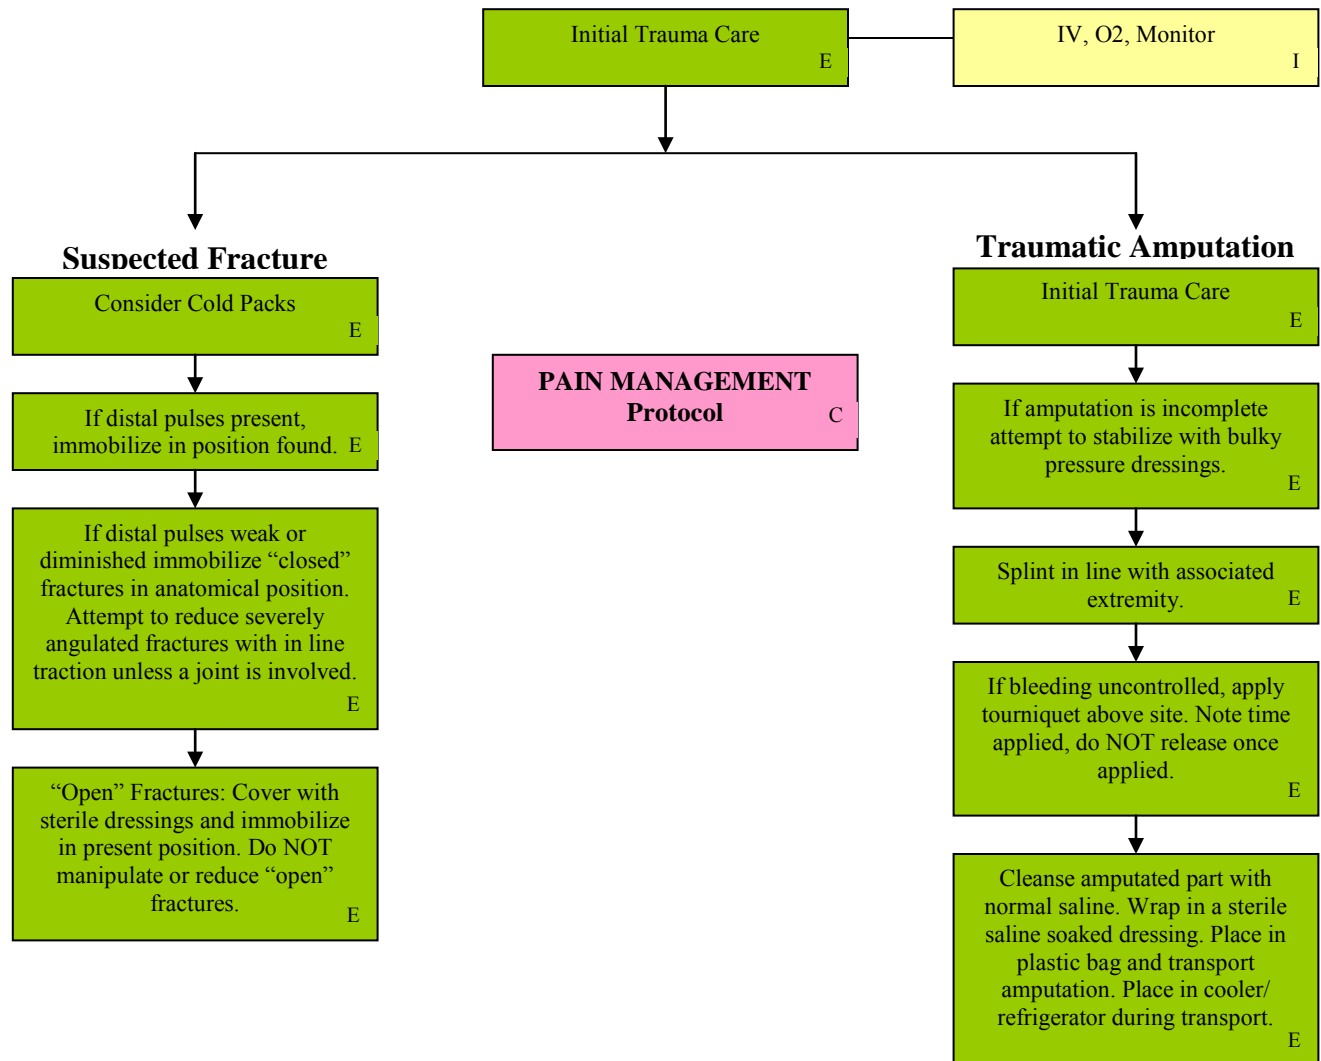 Initial Trauma Care
E
IV, O2, Monitor
I
Suspected Fracture
Consider Cold Packs
E
If distal pulses present,
immobilize in position found. E
If distal pulses weak or
diminished immobilize “closed”
fractures in anatomical position.
Attempt to reduce severely
angulated fractures with in line
traction unless a joint is involved.
E
“Open” Fractures: Cover with
sterile dressings and immobilize
in present position. Do NOT
manipulate or reduce “open”
fractures.
E
PAIN MANAGEMENT
Protocol C
Traumatic Amputation
Initial Trauma Care
E
If amputation is incomplete
attempt to stabilize with bulky
pressure dressings.
E
Splint in line with associated
extremity. E
If bleeding uncontrolled, apply
tourniquet above site. Note time
applied, do NOT release once
applied.
E
Cleanse amputated part with
normal saline. Wrap in a sterile
saline soaked dressing. Place in
plastic bag and transport
amputation. Place in cooler/
refrigerator during transport.
E